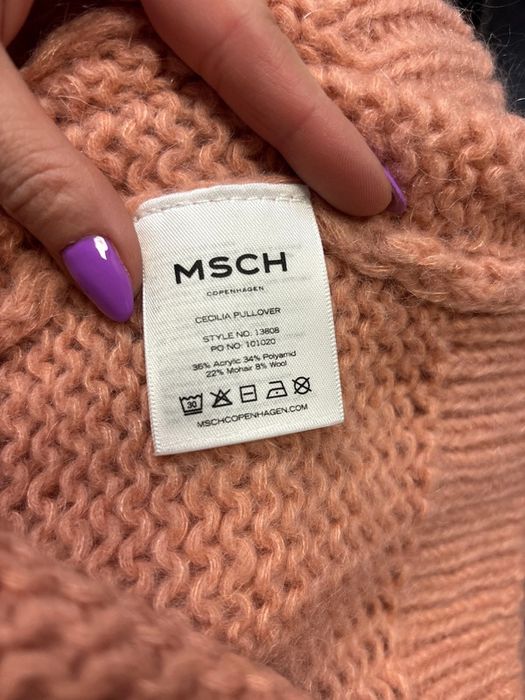 MSCH
COPENHAGEN
CECILIA PULLOVER
STYLE NO: 13808
PO NO: 101020
36% Acrylic 34% Polyamid
22% Mohair 8% Wool
30
MSCHCOPENHAGEN.COM